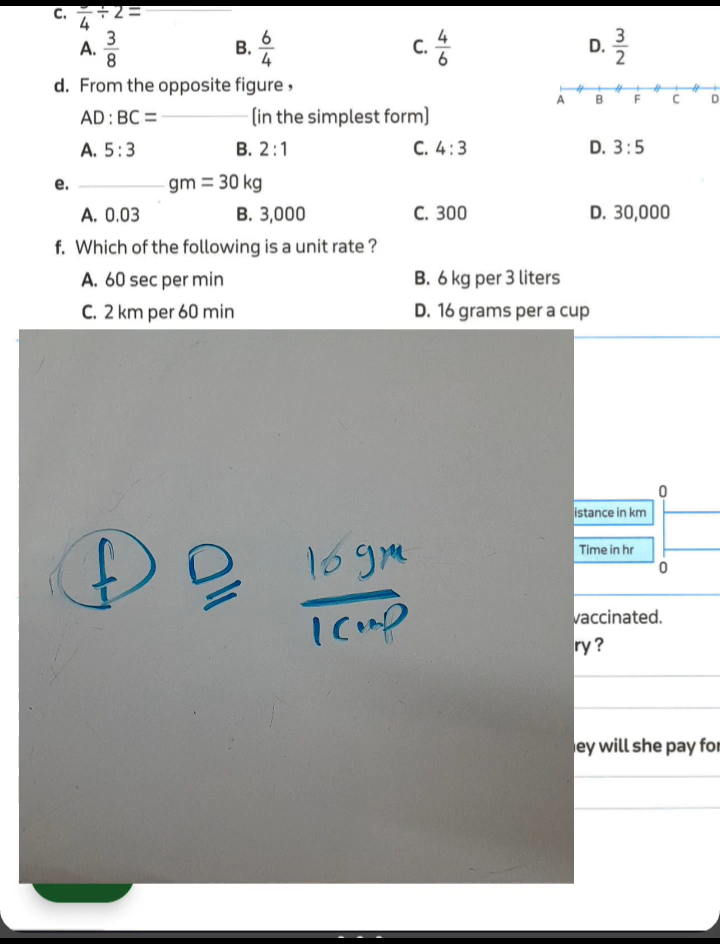 c. 3/4 ÷ 2 =
A. 3/8 B. 6/4 C. 4/6 D. 3/2
d. From the opposite figure,
A B F C D
AD : BC = (in the simplest form)
A. 5 : 3 B. 2 : 1 C. 4 : 3 D. 3 : 5
e. gm = 30 kg
A. 0.03 B. 3,000 C. 300 D. 30,000
f. Which of the following is a unit rate ?
A. 60 sec per min B. 6 kg per 3 liters
C. 2 km per 60 min D. 16 grams per a cup
0
istance in km
Time in hr
0
f D 16 gm
1 cup
vaccinated.
ry ?
ey will she pay for